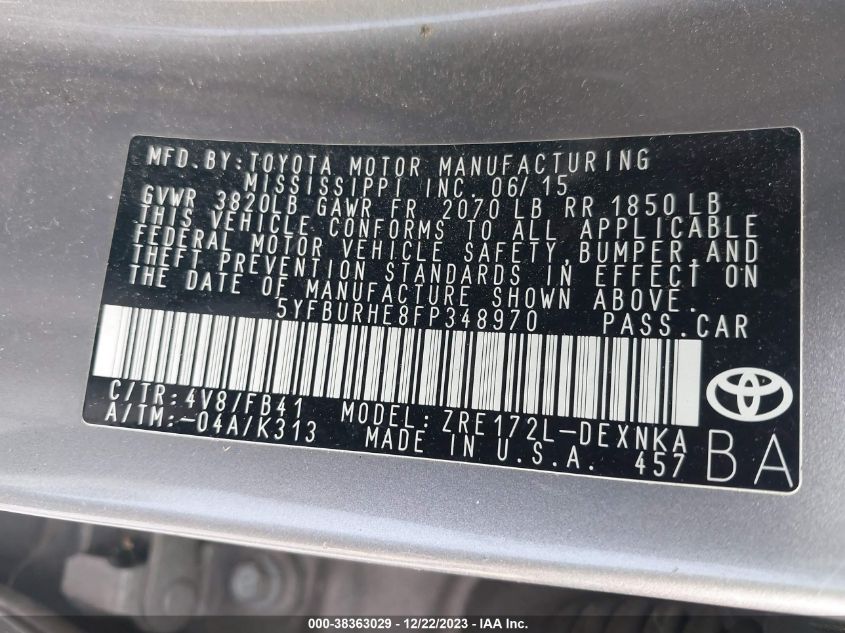 MFD.BY:TOYOTA MOTOR MANUFACTURING
MISSISSIPPI INC. 06/15
GVWR 3820LB GAWR FR 2070 LB RR 1850 LB
THIS VEHICLE CONFORMS TO ALL APPLICABLE
FEDERAL MOTOR VEHICLE SAFETY,BUMPER,AND
THEFT PREVENTION STANDARDS IN EFFECT ON
THE DATE OF MANUFACTURE SHOWN ABOVE.
5YFBURHE8FP348970 PASS.CAR
C/TR:4V8/FB41 MODEL:ZRE172L-DEXNKA
A/TM:-04A/K313 MADE IN U.S.A. 457
BA
000-38363029 - 12/22/2023 - IAA Inc.